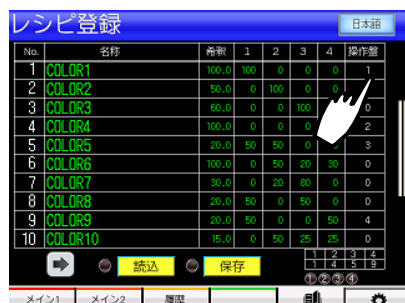 レシピ登録 日本語
No. 名称 希釈 1 2 3 4 操作盤
1 COLOR1 100.0 100 0 0 0 1
2 COLOR2 50.0 0 100 0 0
3 COLOR3 60.0 0 0 100 0
4 COLOR4 100.0 0 0 0 2
5 COLOR5 20.0 50 50 0 0 3
6 COLOR6 100.0 0 50 20 30 0
7 COLOR7 30.0 0 20 80 0 0
8 COLOR8 20.0 50 0 50 0 0
9 COLOR9 20.0 50 0 0 50 4
10 COLOR10 15.0 0 50 25 25 0
読込 保存
1 2 3 4
1 4 5 9
①②③④
メイン1 メイン2 履歴